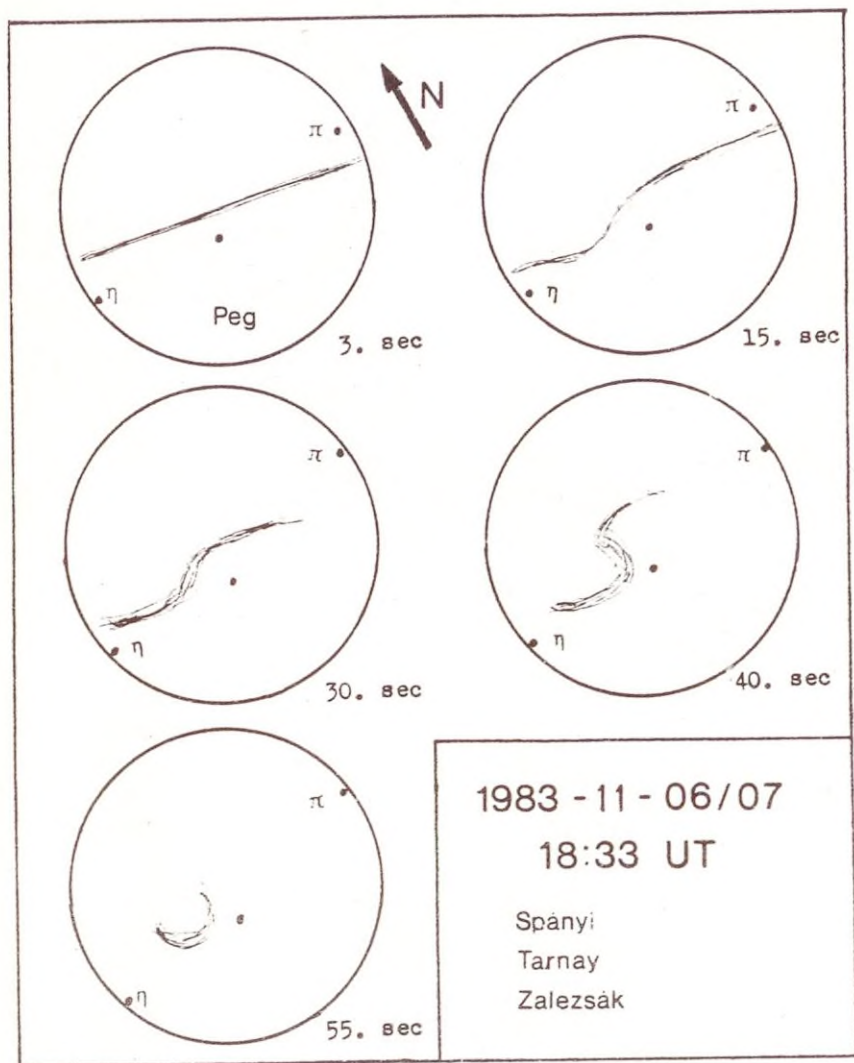 π
N
π
η
Peg
3. sec
η
15. sec
π
η
30. sec
π
η
40. sec
π
η
55. sec
1983-11-06/07
18:33 UT
Spányi
Tarnay
Zalezsák